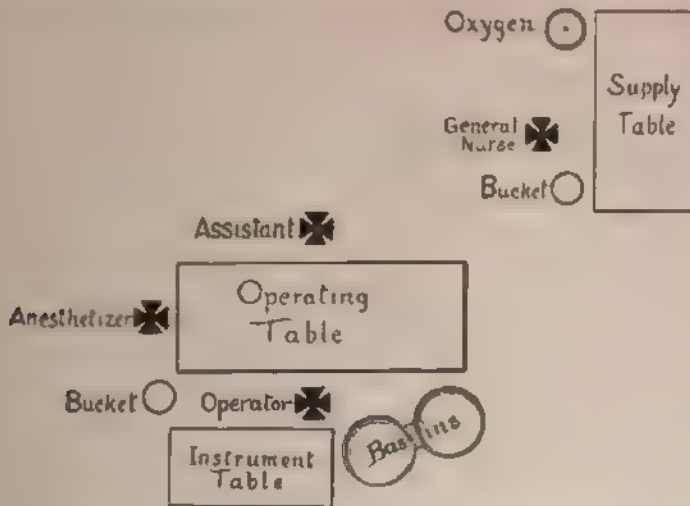 Oxygen
Supply
Table
General
Nurse
Bucket
Assistant
Operating
Table
Anesthetizer
Bucket
Operator
Basins
Instrument
Table